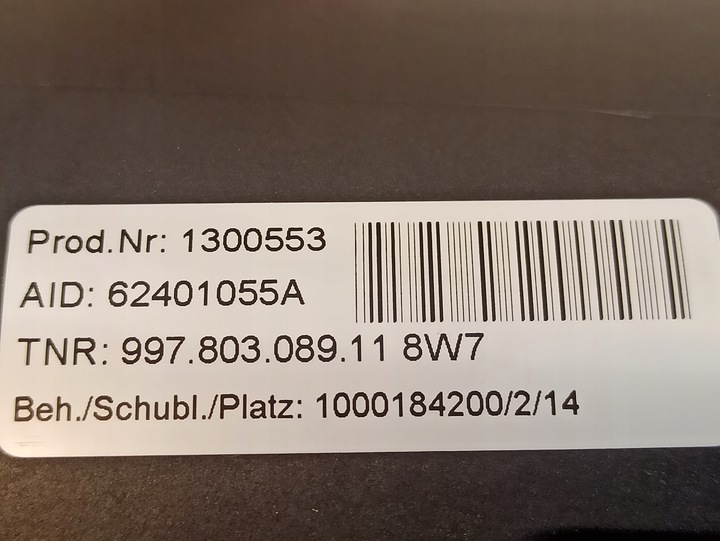 Prod.Nr: 1300553
AID: 62401055A
TNR: 997.803.089.11 8W7
Beh./Schubl./Platz: 1000184200/2/14